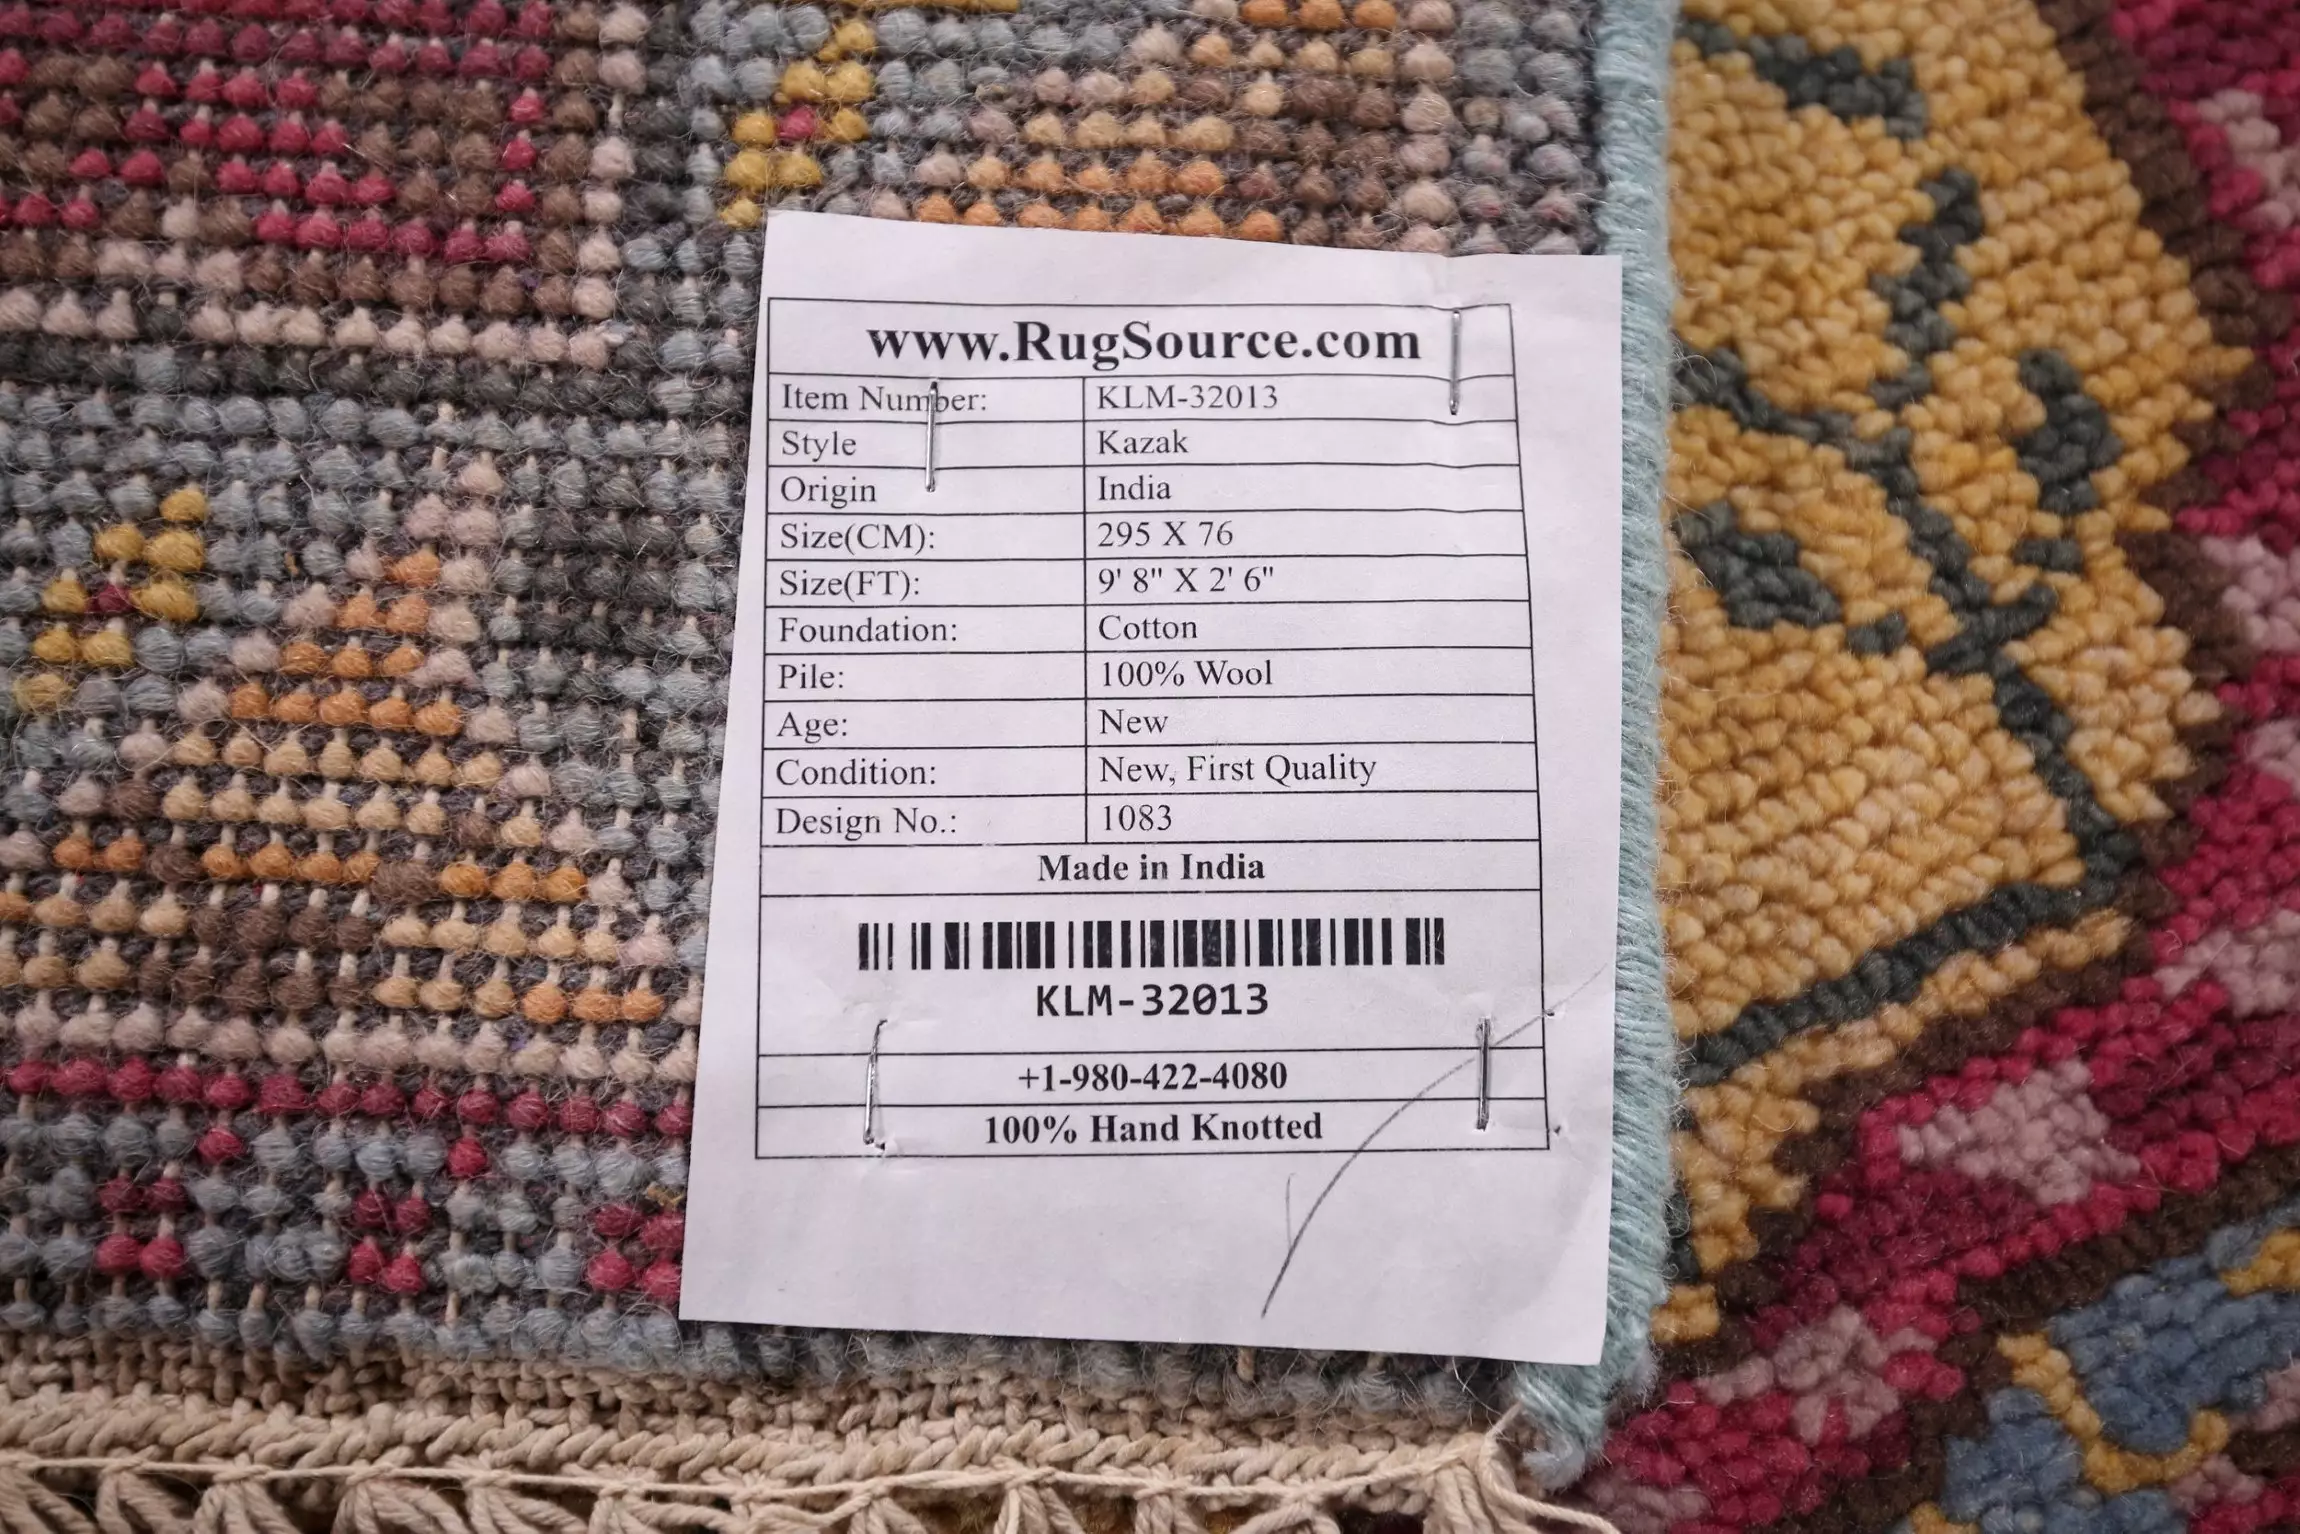 www.RugSource.com
Item Number: KLM-32013
Style Kazak
Origin India
Size(CM): 295 X 76
Size(FT): 9' 8" X 2' 6"
Foundation: Cotton
Pile: 100% Wool
Age: New
Condition: New, First Quality
Design No.: 1083
Made in India
KLM-32013
+1-980-422-4080
100% Hand Knotted